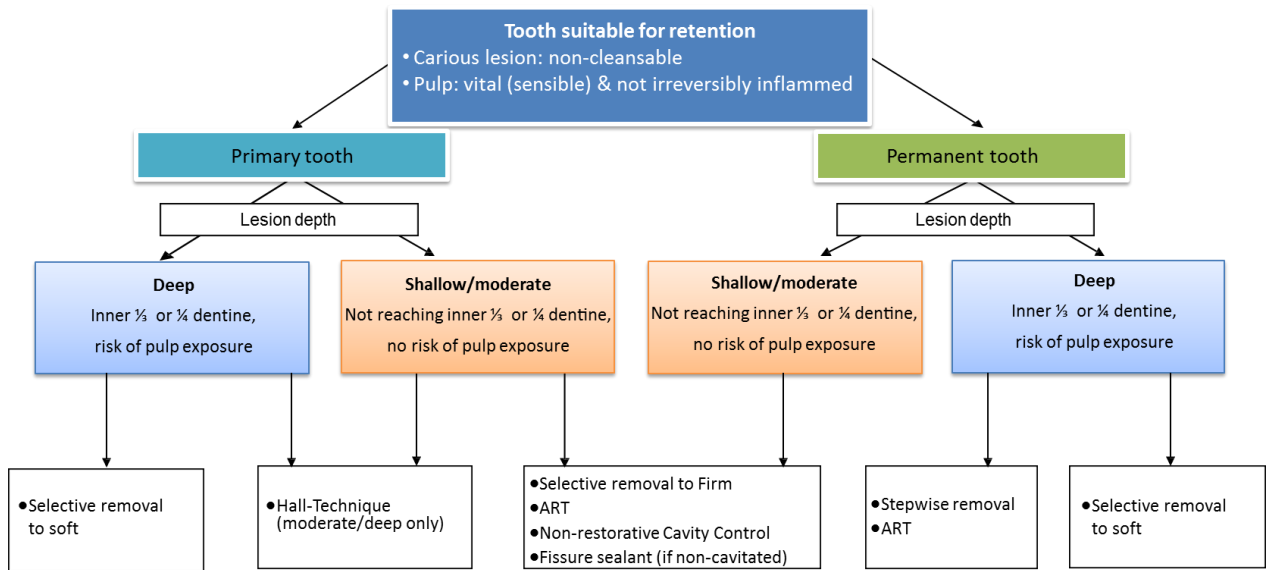 Tooth suitable for retention
• Carious lesion: non-cleansable
• Pulp: vital (sensible) & not irreversibly inflammed
Primary tooth
Permanent tooth
Lesion depth
Lesion depth
Deep
Inner ⅓ or ¼ dentine,
risk of pulp exposure
Shallow/moderate
Not reaching inner ⅓ or ¼ dentine,
no risk of pulp exposure
Shallow/moderate
Not reaching inner ⅓ or ¼ dentine,
no risk of pulp exposure
Deep
Inner ⅓ or ¼ dentine,
risk of pulp exposure
●Selective removal
to soft
●Hall-Technique
(moderate/deep only)
●Selective removal to Firm
●ART
●Non-restorative Cavity Control
●Fissure sealant (if non-cavitated)
●Stepwise removal
●ART
●Selective removal
to soft